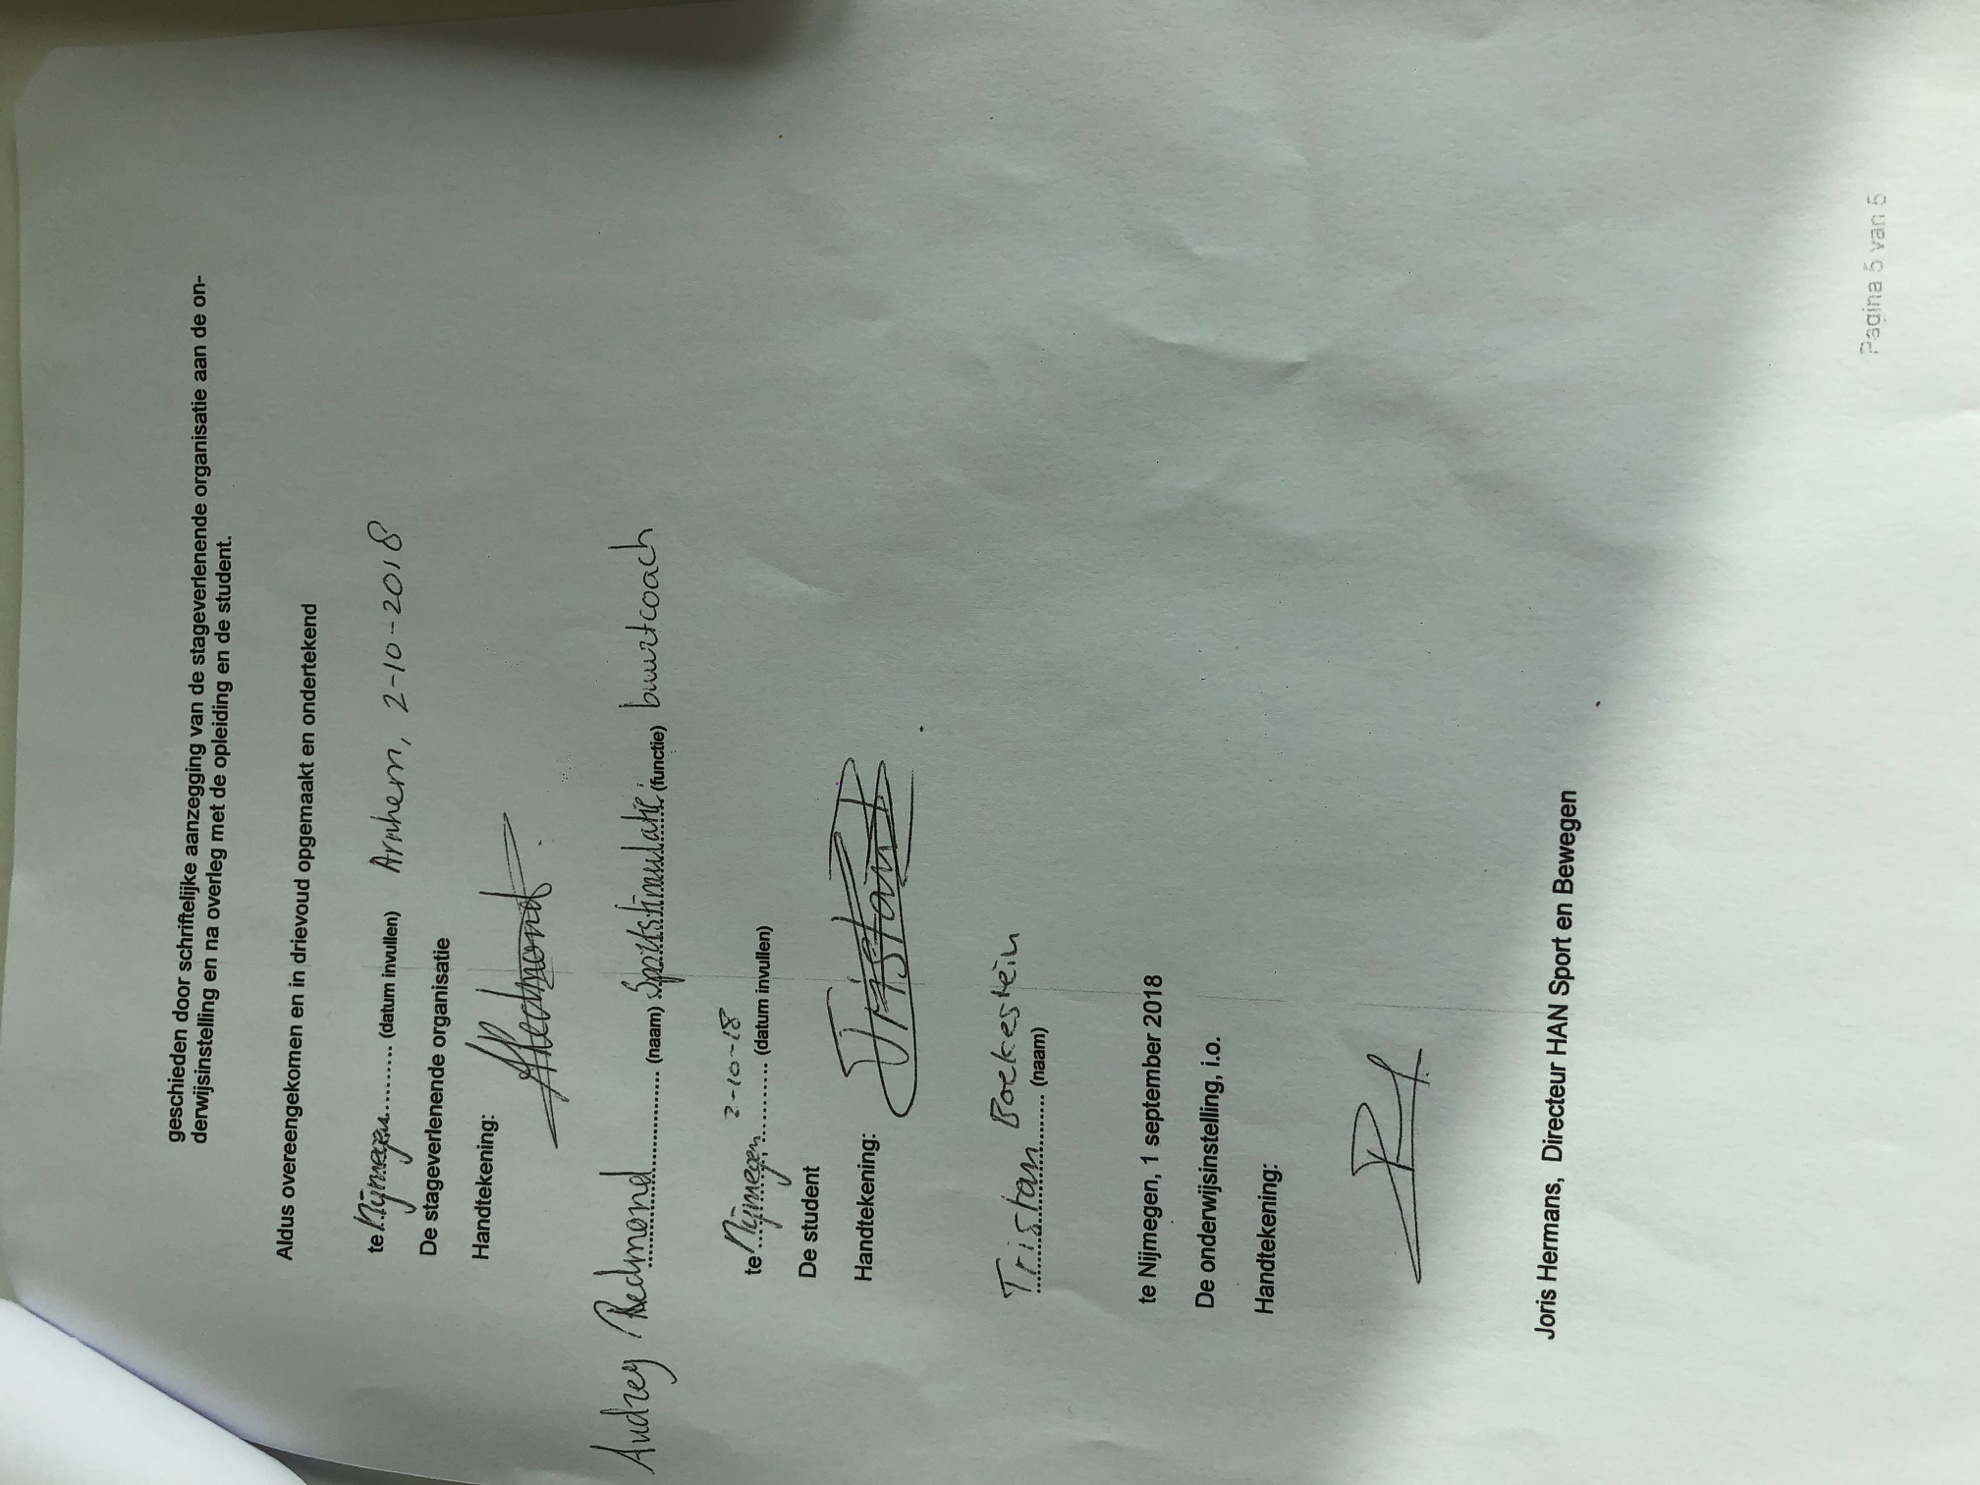 geschieden door schriftelijke aanzegging van de stageverlenende organisatie aan de on-
derwijsinstelling en na overleg met de opleiding en de student.
Aldus overeengekomen en in drievoud opgemaakt en ondertekend
te Nijmegen (datum invullen) Arnhem, 2-10-2018
De stageverlenende organisatie
Handtekening:
ARedmond
Audrey Redmond (naam) Sportstimulatie (functie) buurtcoach
te Nijmegen 2-10-18 (datum invullen)
De student
Handtekening:
Tristan
Tristan Boekestein
(naam)
te Nijmegen, 1 september 2018
De onderwijsinstelling, i.o.
Handtekening:
Joris Hermans, Directeur HAN Sport en Bewegen
Pagina 5 van 5